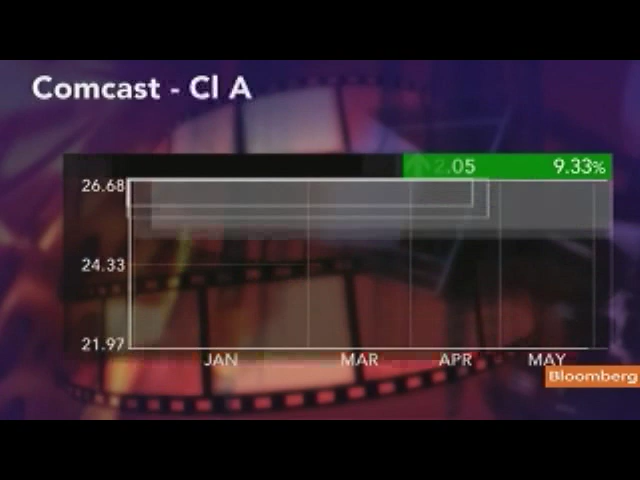 Comcast - Cl A
2.05 9.33%
26.68
24.33
21.97
JAN MAR APR MAY
Bloomberg